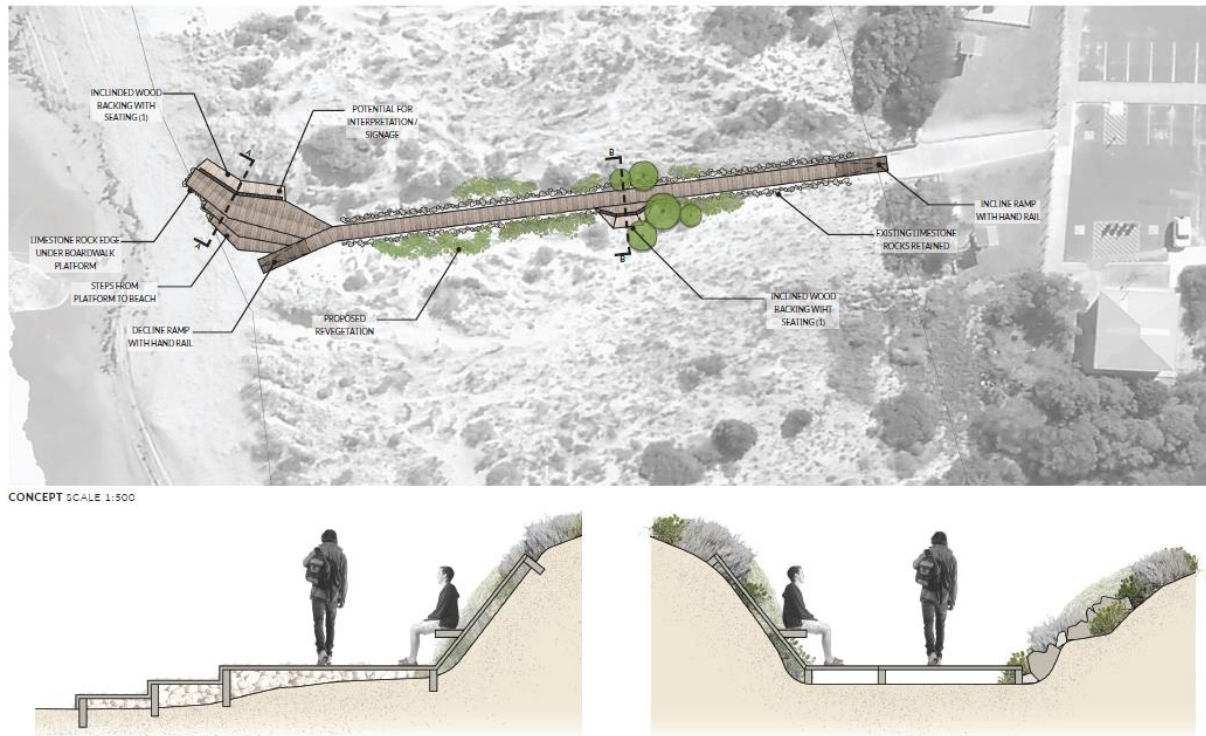 INCLINDED WOOD
BACKING WITH
SEATING (1)
POTENTIAL FOR
INTERPRETATION /
SIGNAGE
A
A
B
B
LIMESTONE ROCK EDGE
UNDER BOARDWALK
PLATFORM
STEPS FROM
PLATFORM TO BEACH
DECLINE RAMP
WITH HAND RAIL
PROPOSED
REVEGETATION
INCLINED WOOD
BACKING WIHT
SEATING (1)
EXISTING LIMESTONE
ROCKS RETAINED
INCLINE RAMP
WITH HAND RAIL
CONCEPT SCALE 1:500